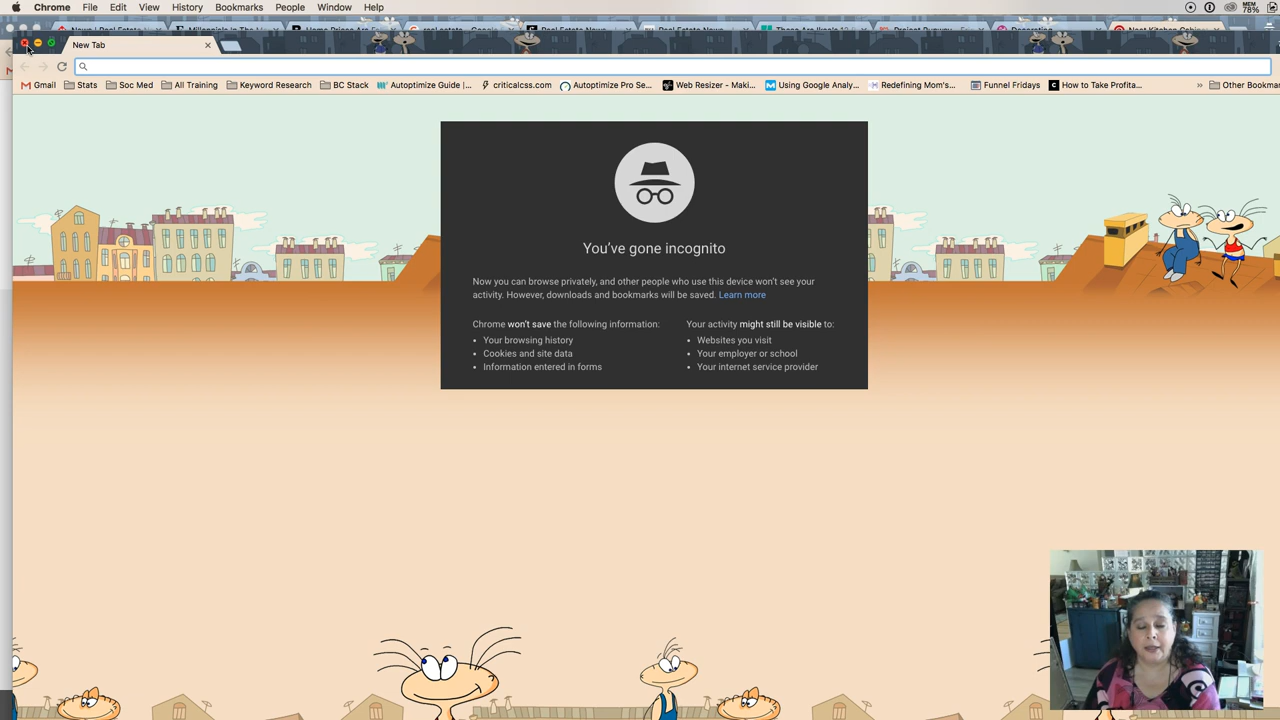 Chrome File Edit View History Bookmarks People Window Help
MEM
78%
New Tab
Gmail Stats Soc Med All Training Keyword Research BC Stack Autoptimize Guide |... criticalcss.com Autoptimize Pro Se... Web Resizer - Maki... Using Google Analy... Redefining Mom's... Funnel Fridays How to Take Profita... » Other Bookmar
You've gone incognito
Now you can browse privately, and other people who use this device won't see your
activity. However, downloads and bookmarks will be saved. Learn more
Chrome won't save the following information:
• Your browsing history
• Cookies and site data
• Information entered in forms
Your activity might still be visible to:
• Websites you visit
• Your employer or school
• Your internet service provider